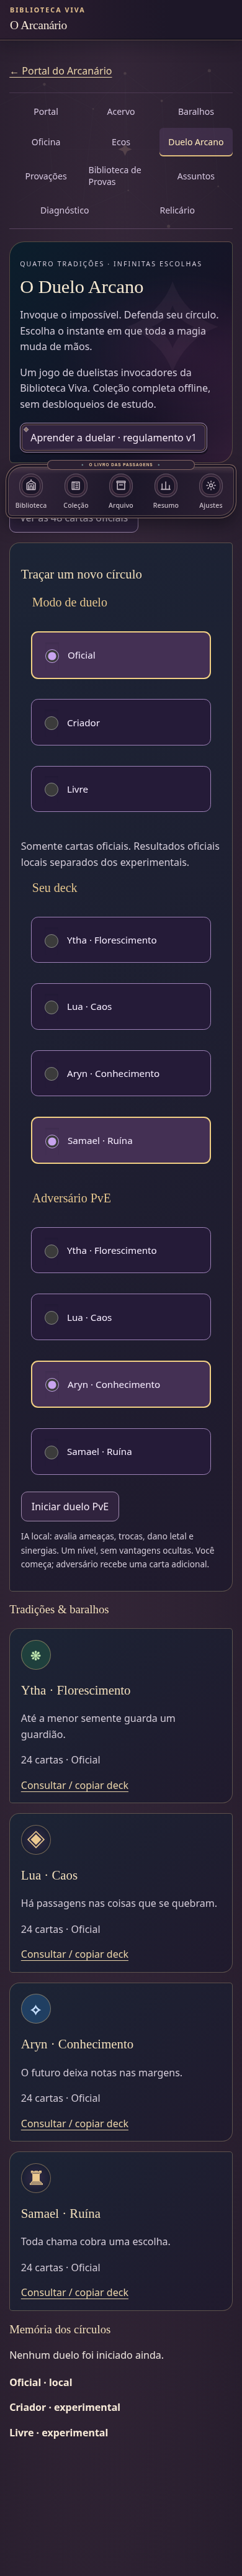 BIBLIOTECA VIVA
O Arcanário
← Portal do Arcanário
Portal
Acervo
Baralhos
Oficina
Ecos
Duelo Arcano
Provações
Biblioteca de
Provas
Assuntos
Diagnóstico
Relicário
QUATRO TRADIÇÕES · INFINITAS ESCOLHAS
O Duelo Arcano
Invoque o impossível. Defenda seu círculo.
Escolha o instante em que toda a magia
muda de mãos.
Um jogo de duelistas invocadores da
Biblioteca Viva. Coleção completa offline,
sem desbloqueios de estudo.
Aprender a duelar · regulamento v1
O LIVRO DAS PASSAGENS
Biblioteca
Coleção
Arquivo
Resumo
Ajustes
Ver as 48 cartas oficiais
Traçar um novo círculo
Modo de duelo
Oficial
Criador
Livre
Somente cartas oficiais. Resultados oficiais
locais separados dos experimentais.
Seu deck
Ytha · Florescimento
Lua · Caos
Aryn · Conhecimento
Samael · Ruína
Adversário PvE
Ytha · Florescimento
Lua · Caos
Aryn · Conhecimento
Samael · Ruína
Iniciar duelo PvE
IA local: avalia ameaças, trocas, dano letal e
sinergias. Um nível, sem vantagens ocultas. Você
começa; adversário recebe uma carta adicional.
Tradições & baralhos
Ytha · Florescimento
Até a menor semente guarda um
guardião.
24 cartas · Oficial
Consultar / copiar deck
Lua · Caos
Há passagens nas coisas que se quebram.
24 cartas · Oficial
Consultar / copiar deck
Aryn · Conhecimento
O futuro deixa notas nas margens.
24 cartas · Oficial
Consultar / copiar deck
Samael · Ruína
Toda chama cobra uma escolha.
24 cartas · Oficial
Consultar / copiar deck
Memória dos círculos
Nenhum duelo foi iniciado ainda.
Oficial · local
Criador · experimental
Livre · experimental